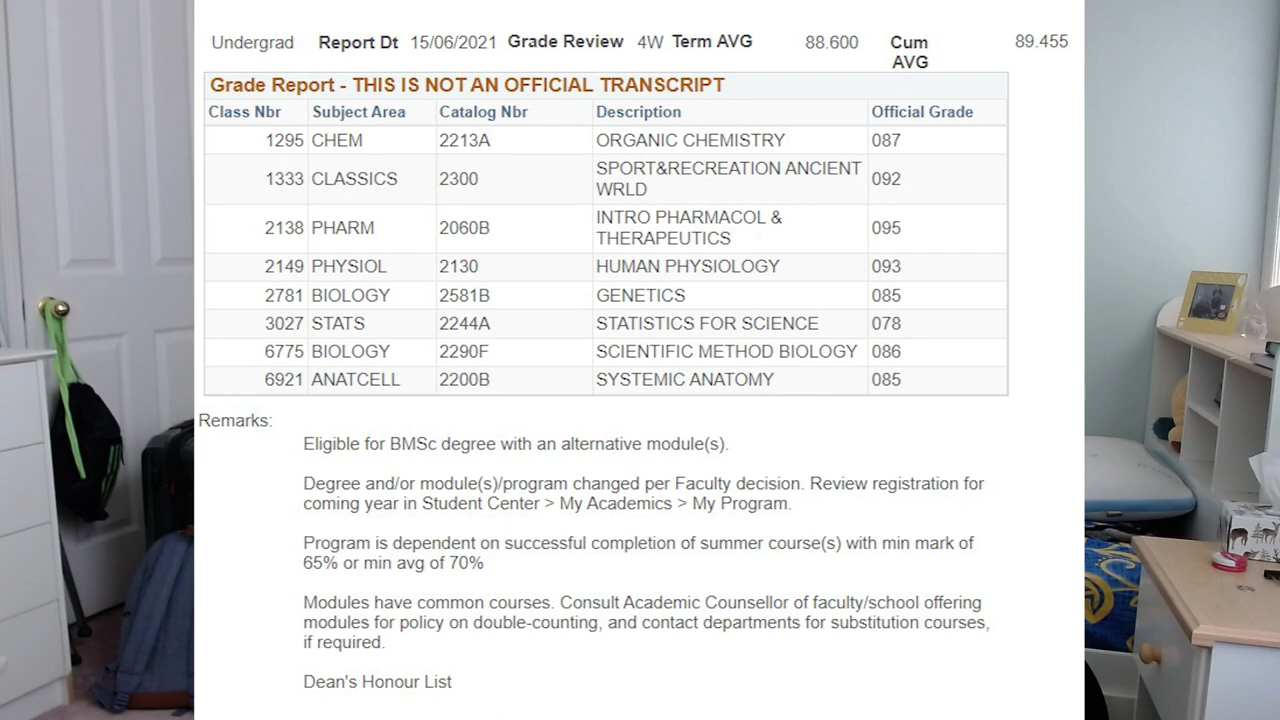 Undergrad Report Dt 15/06/2021 Grade Review 4W Term AVG 88.600 Cum AVG 89.455
Grade Report - THIS IS NOT AN OFFICIAL TRANSCRIPT
Class Nbr Subject Area Catalog Nbr Description Official Grade
1295 CHEM 2213A ORGANIC CHEMISTRY 087
1333 CLASSICS 2300 SPORT&RECREATION ANCIENT WRLD 092
2138 PHARM 2060B INTRO PHARMACOL & THERAPEUTICS 095
2149 PHYSIOL 2130 HUMAN PHYSIOLOGY 093
2781 BIOLOGY 2581B GENETICS 085
3027 STATS 2244A STATISTICS FOR SCIENCE 078
6775 BIOLOGY 2290F SCIENTIFIC METHOD BIOLOGY 086
6921 ANATCELL 2200B SYSTEMIC ANATOMY 085
Remarks:
Eligible for BMSc degree with an alternative module(s).
Degree and/or module(s)/program changed per Faculty decision. Review registration for
coming year in Student Center > My Academics > My Program.
Program is dependent on successful completion of summer course(s) with min mark of
65% or min avg of 70%
Modules have common courses. Consult Academic Counsellor of faculty/school offering
modules for policy on double-counting, and contact departments for substitution courses,
if required.
Dean's Honour List